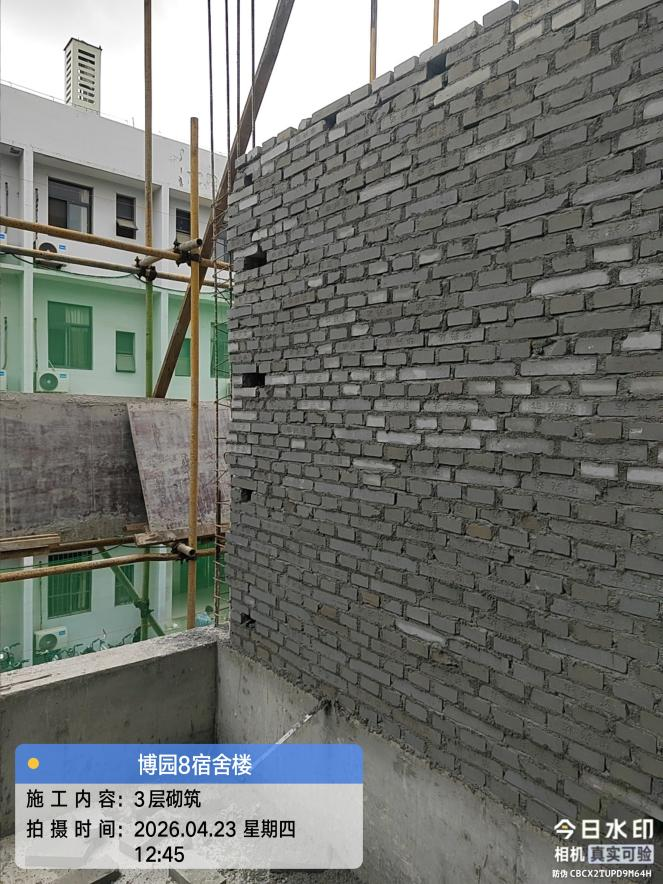 博园8宿舍楼
施工内容：3层砌筑
拍摄时间：2026.04.23 星期四
12:45
今日水印
相机 真实可验
防伪 CBCX2TUPD9M64H